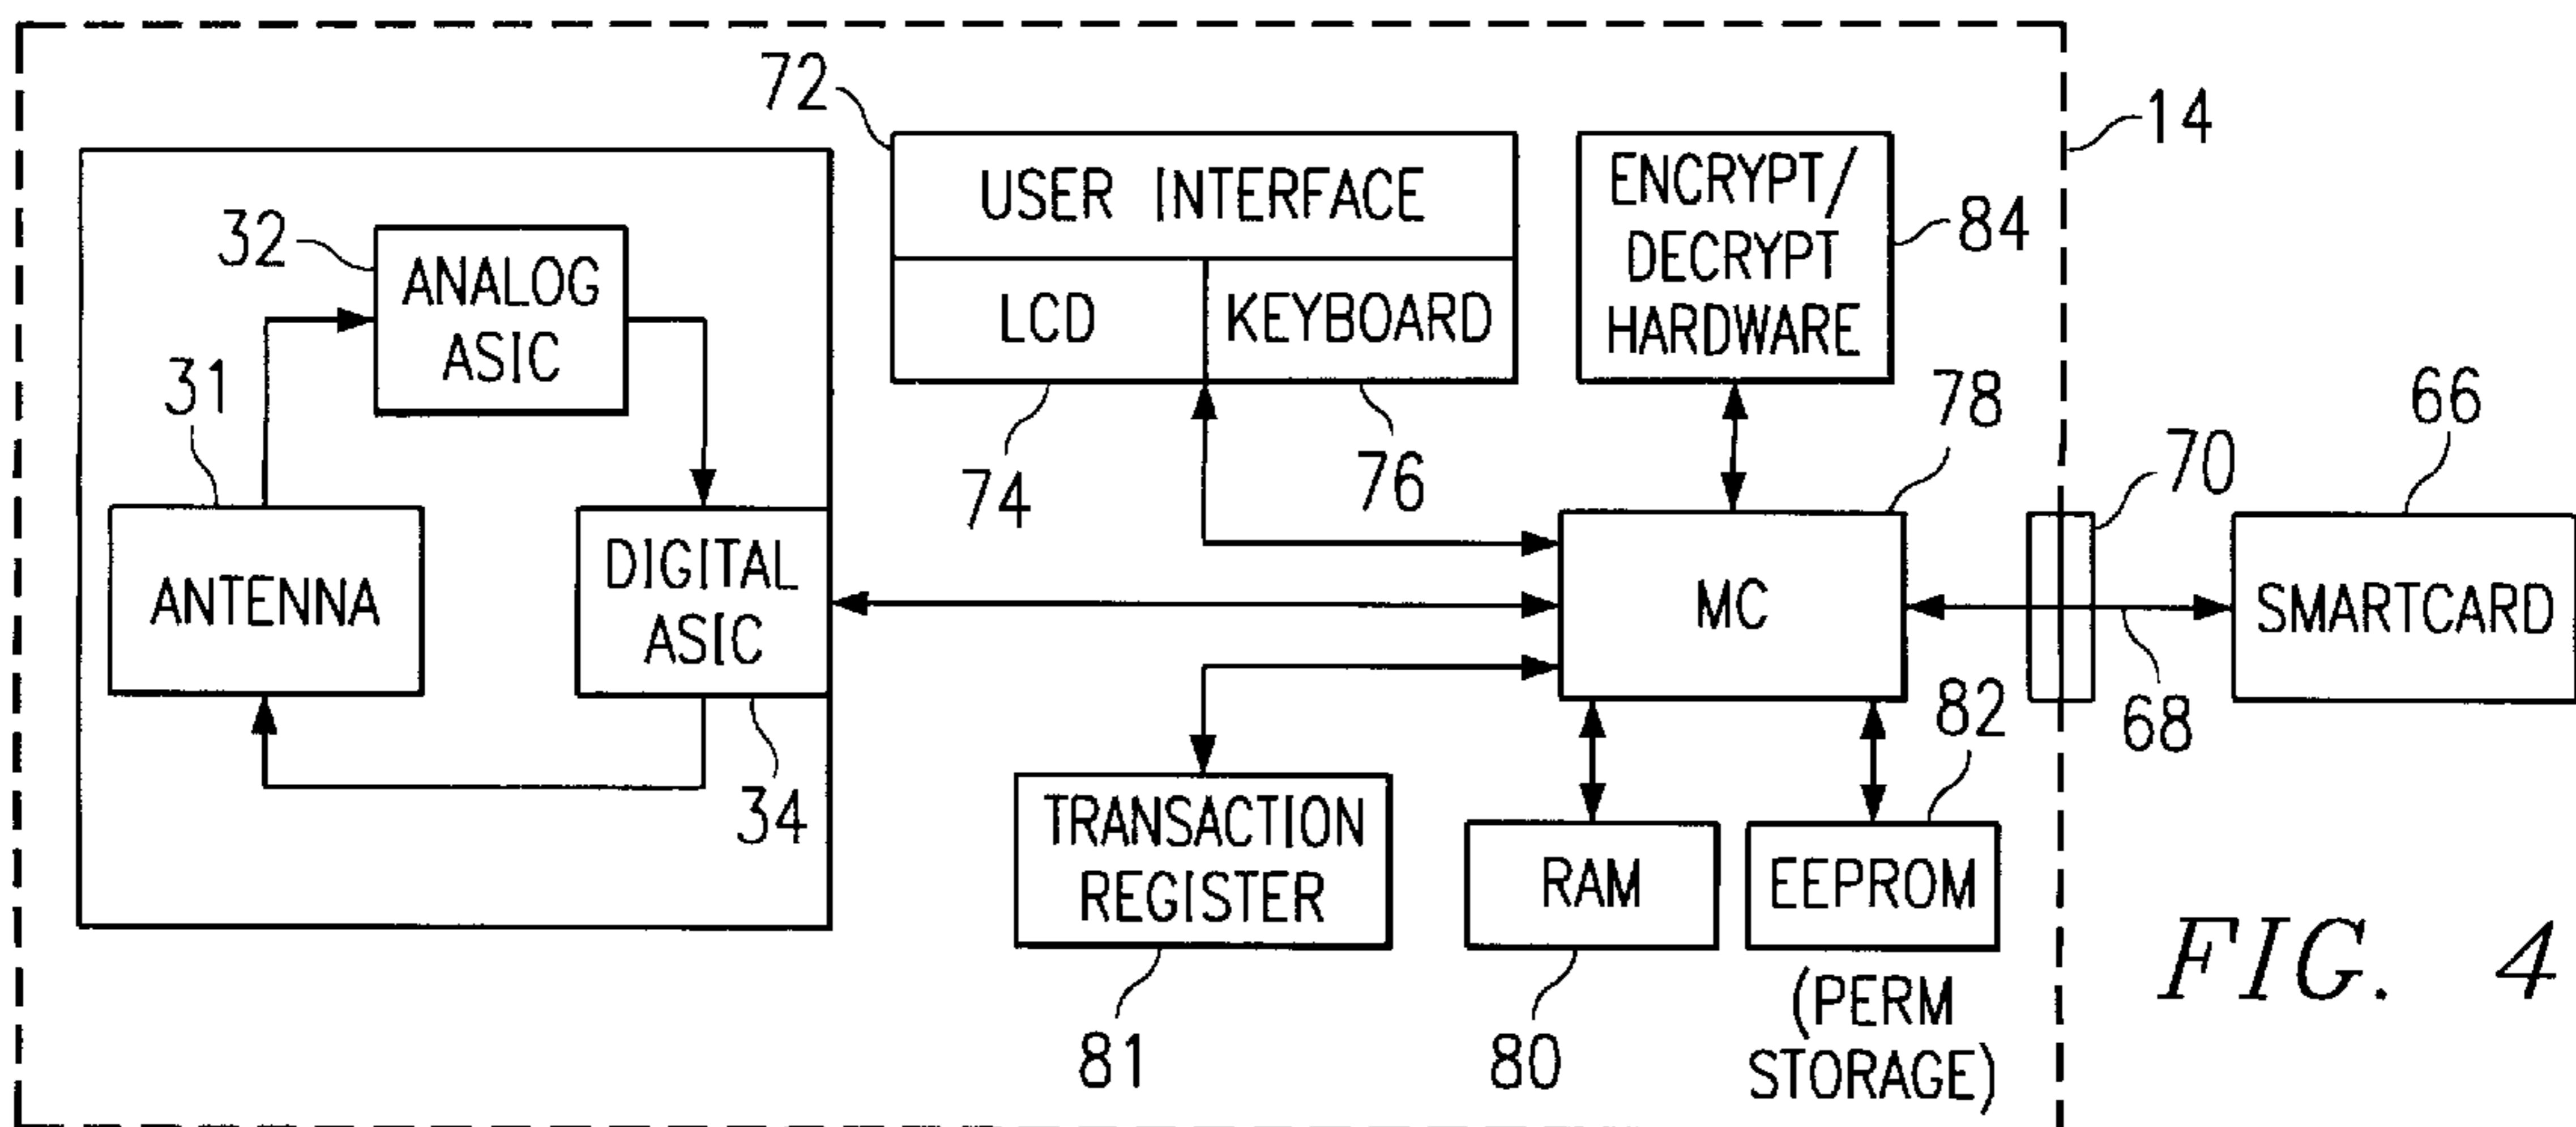 72
USER INTERFACE
LCD
KEYBOARD
74
76
ENCRYPT/
DECRYPT
HARDWARE
84
14
32
ANALOG
ASIC
31
ANTENNA
DIGITAL
ASIC
34
78
MC
70
68
66
SMARTCARD
TRANSACTION
REGISTER
81
RAM
80
82
EEPROM
(PERM
STORAGE)
FIG. 4